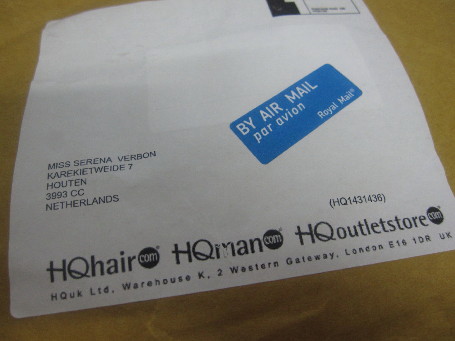 BY AIR MAIL
par avion
Royal Mail®
MISS SERENA VERBON
KAREKIETWEIDE 7
HOUTEN
3993 CC
NETHERLANDS
(HQ1431436)
HQhair.com HQman.com HQoutletstore.com
HQuk Ltd, Warehouse K, 2 Western Gateway, London E16 1DR UK